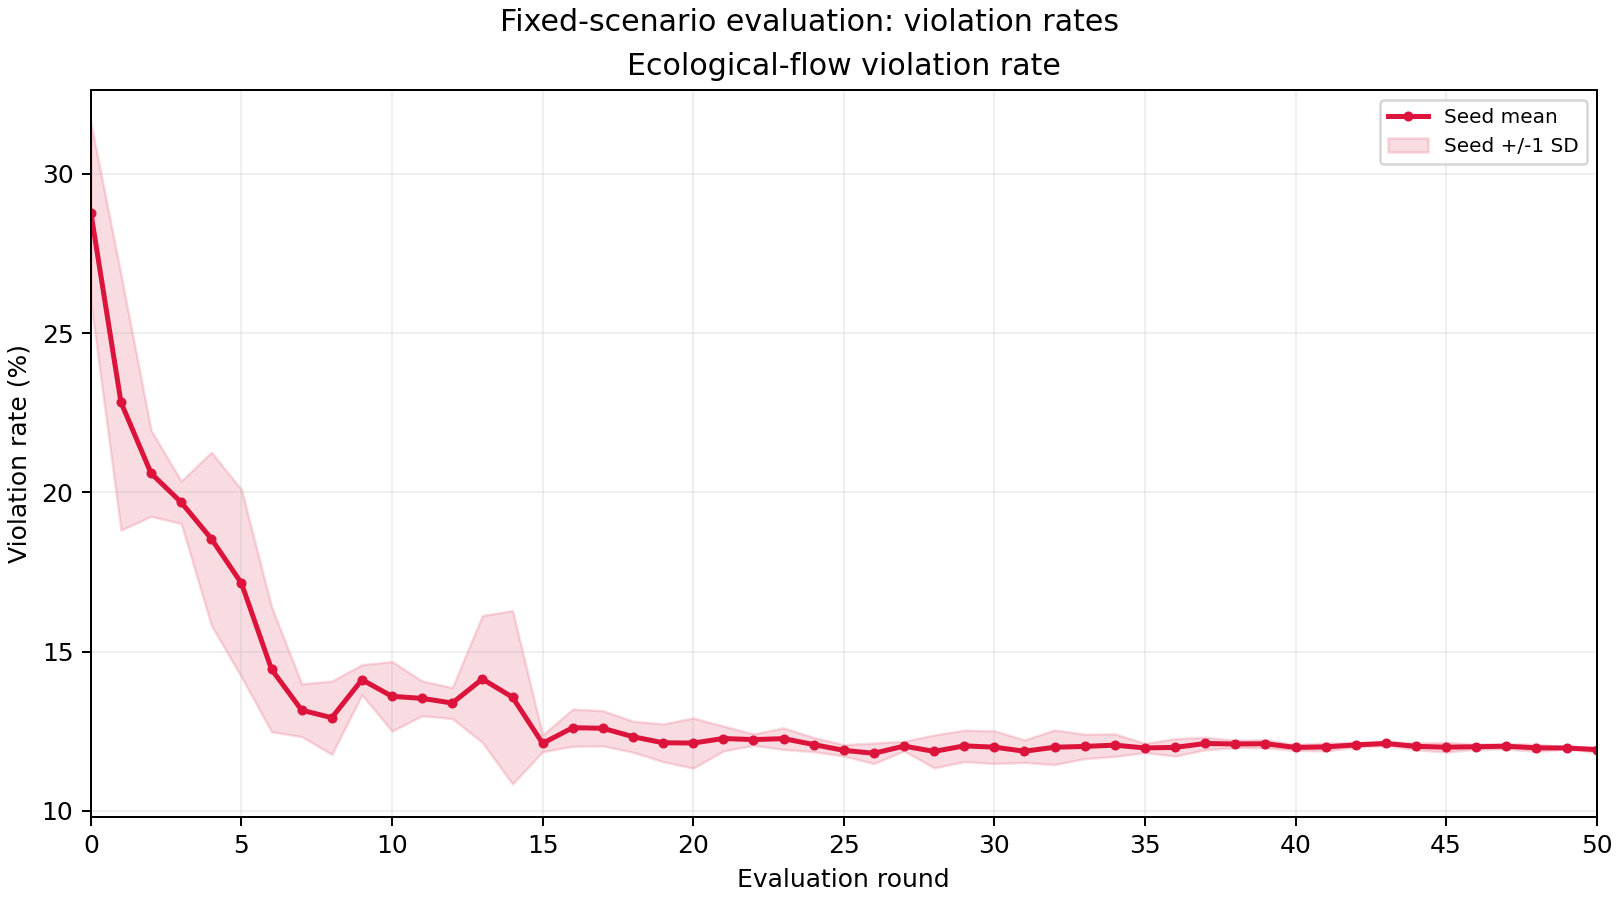 Fixed-scenario evaluation: violation rates
Ecological-flow violation rate
Seed mean
Seed +/-1 SD
Violation rate (%)
30
25
20
15
10
0 5 10 15 20 25 30 35 40 45 50
Evaluation round